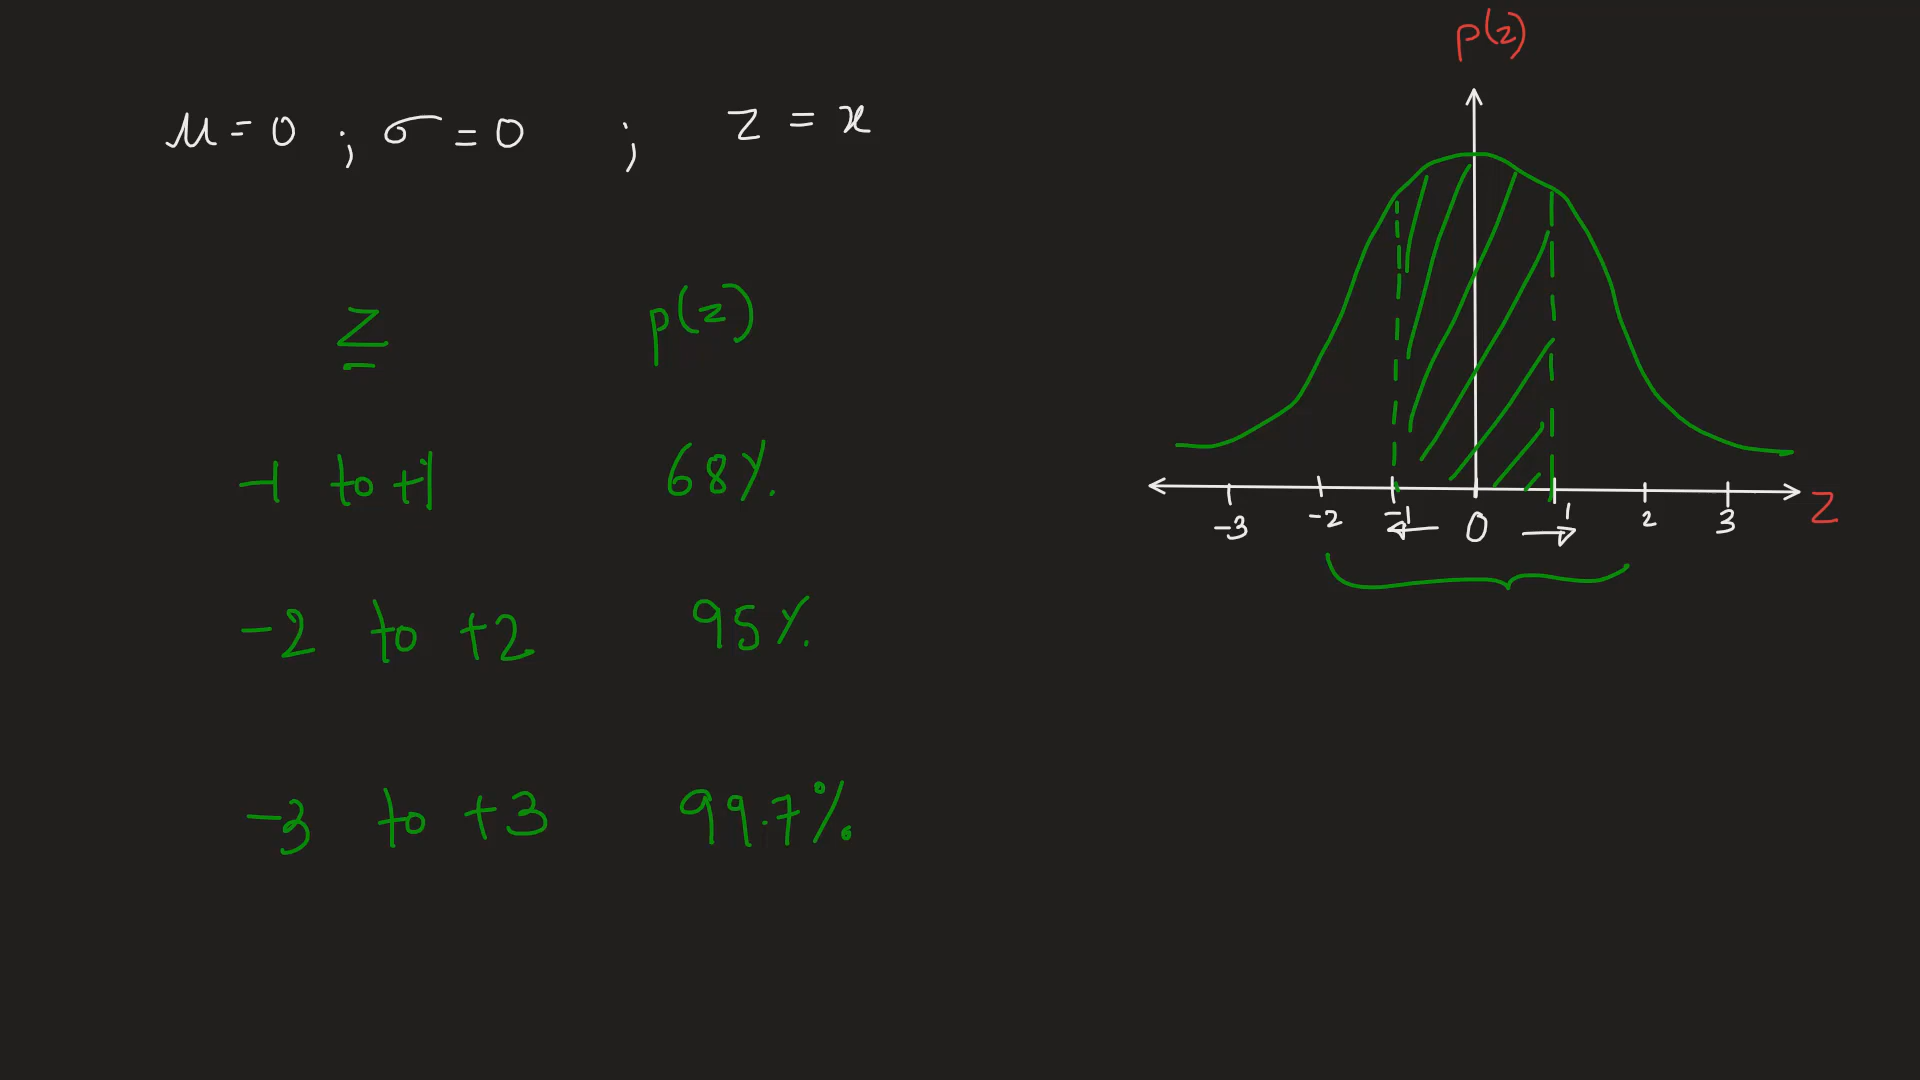 μ = 0 ; σ = 0 ; z = x
z p(z)
-1 to +1 68%
-2 to +2 95%
-3 to +3 99.7%
p(z)
-3 -2 -1 0 1 2 3 z